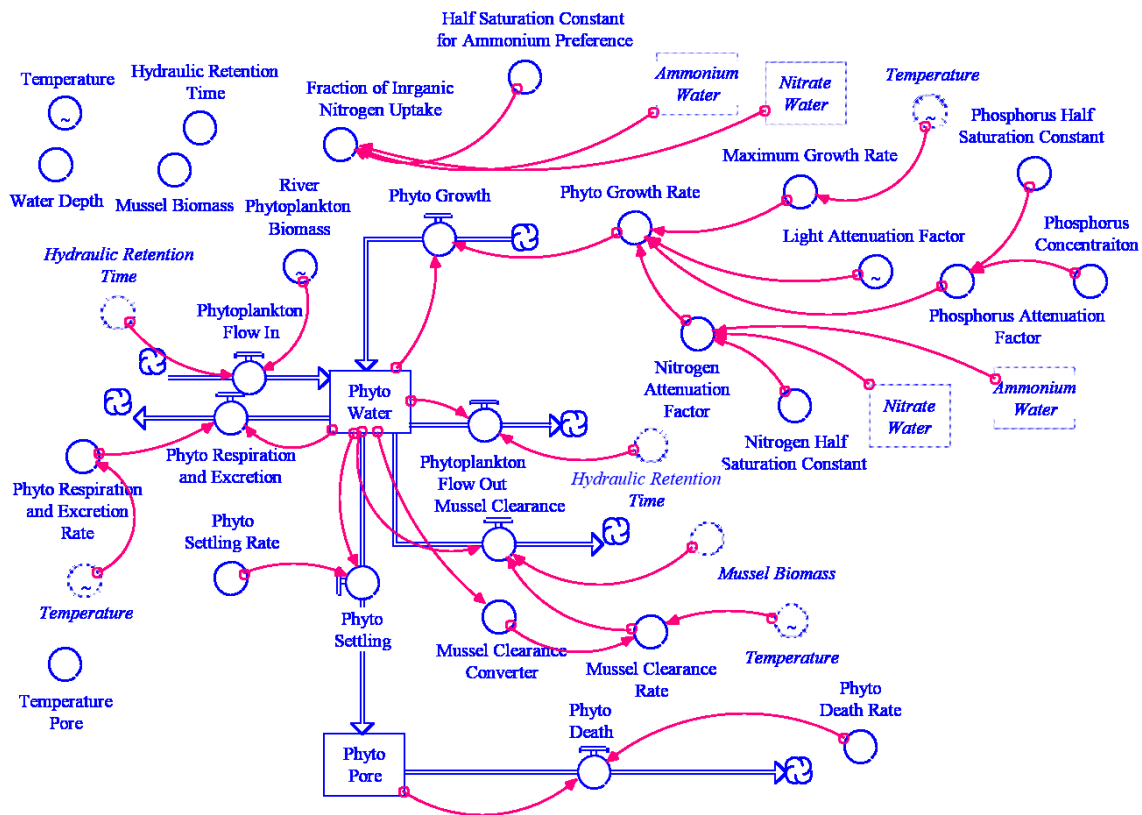 Half Saturation Constant
for Ammonium Preference
Temperature
Hydraulic Retention
Time
Fraction of Inrganic
Nitrogen Uptake
Ammonium
Water
Nitrate
Water
Temperature
Phosphorus Half
Saturation Constant
Water Depth
Mussel Biomass
River
Phytoplankton
Biomass
Phyto Growth
Phyto Growth Rate
Maximum Growth Rate
Light Attenuation Factor
Phosphorus
Concentraiton
Hydraulic Retention
Time
Phytoplankton
Flow In
Phosphorus Attenuation
Factor
Phyto
Water
Nitrogen
Attenuation
Factor
Nitrate
Water
Ammonium
Water
Nitrogen Half
Saturation Constant
Phyto Respiration
and Excretion
Phytoplankton
Flow Out
Hydraulic Retention
Time
Phyto Respiration
and Excretion
Rate
Mussel Clearance
Phyto
Settling Rate
Mussel Biomass
Temperature
Phyto
Settling
Mussel Clearance
Converter
Mussel Clearance
Rate
Temperature
Temperature
Pore
Phyto
Death
Phyto
Death Rate
Phyto
Pore
~
~
~
~
~
~
~